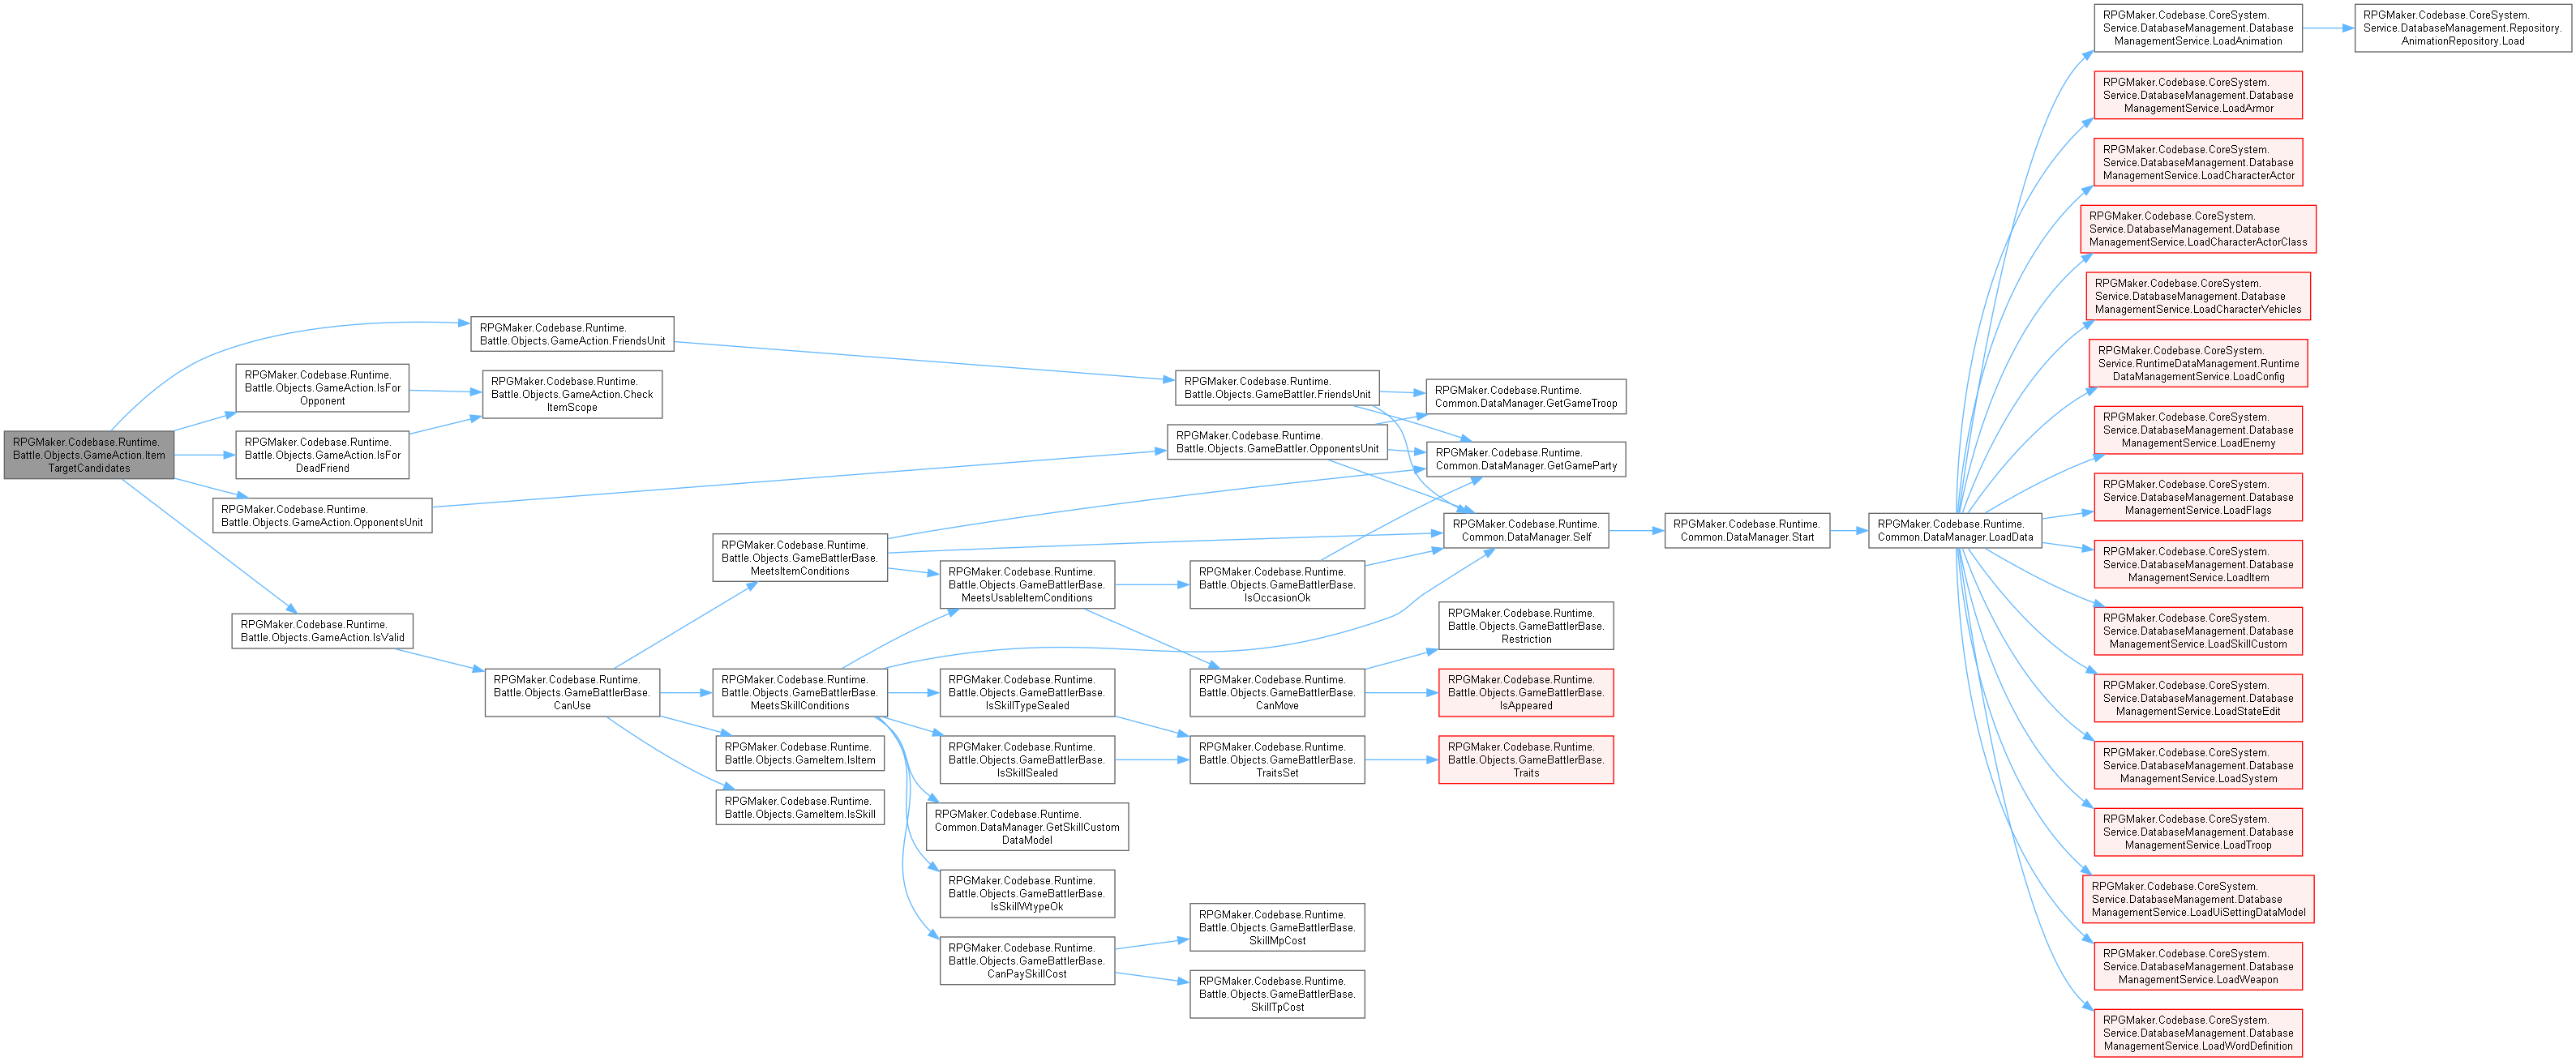 RPGMaker.Codebase.Runtime.
Battle.Objects.GameAction.Item
TargetCandidates
RPGMaker.Codebase.Runtime.
Battle.Objects.GameAction.FriendsUnit
RPGMaker.Codebase.Runtime.
Battle.Objects.GameAction.IsFor
Opponent
RPGMaker.Codebase.Runtime.
Battle.Objects.GameAction.IsFor
DeadFriend
RPGMaker.Codebase.Runtime.
Battle.Objects.GameAction.OpponentsUnit
RPGMaker.Codebase.Runtime.
Battle.Objects.GameAction.IsValid
RPGMaker.Codebase.Runtime.
Battle.Objects.GameAction.Check
ItemScope
RPGMaker.Codebase.Runtime.
Battle.Objects.GameBattlerBase.
CanUse
RPGMaker.Codebase.Runtime.
Battle.Objects.GameBattlerBase.
MeetsItemConditions
RPGMaker.Codebase.Runtime.
Battle.Objects.GameBattlerBase.
MeetsSkillConditions
RPGMaker.Codebase.Runtime.
Battle.Objects.GameItem.IsItem
RPGMaker.Codebase.Runtime.
Battle.Objects.GameItem.IsSkill
RPGMaker.Codebase.Runtime.
Battle.Objects.GameBattlerBase.
MeetsUsableItemConditions
RPGMaker.Codebase.Runtime.
Battle.Objects.GameBattlerBase.
IsSkillTypeSealed
RPGMaker.Codebase.Runtime.
Battle.Objects.GameBattlerBase.
IsSkillSealed
RPGMaker.Codebase.Runtime.
Common.DataManager.GetSkillCustom
DataModel
RPGMaker.Codebase.Runtime.
Battle.Objects.GameBattlerBase.
IsSkillWtypeOk
RPGMaker.Codebase.Runtime.
Battle.Objects.GameBattlerBase.
CanPaySkillCost
RPGMaker.Codebase.Runtime.
Battle.Objects.GameBattler.FriendsUnit
RPGMaker.Codebase.Runtime.
Battle.Objects.GameBattler.OpponentsUnit
RPGMaker.Codebase.Runtime.
Battle.Objects.GameBattlerBase.
IsOccasionOk
RPGMaker.Codebase.Runtime.
Battle.Objects.GameBattlerBase.
CanMove
RPGMaker.Codebase.Runtime.
Battle.Objects.GameBattlerBase.
TraitsSet
RPGMaker.Codebase.Runtime.
Battle.Objects.GameBattlerBase.
SkillMpCost
RPGMaker.Codebase.Runtime.
Battle.Objects.GameBattlerBase.
SkillTpCost
RPGMaker.Codebase.Runtime.
Common.DataManager.GetGameTroop
RPGMaker.Codebase.Runtime.
Common.DataManager.GetGameParty
RPGMaker.Codebase.Runtime.
Common.DataManager.Self
RPGMaker.Codebase.Runtime.
Battle.Objects.GameBattlerBase.
Restriction
RPGMaker.Codebase.Runtime.
Battle.Objects.GameBattlerBase.
IsAppeared
RPGMaker.Codebase.Runtime.
Battle.Objects.GameBattlerBase.
Traits
RPGMaker.Codebase.Runtime.
Common.DataManager.Start
RPGMaker.Codebase.Runtime.
Common.DataManager.LoadData
RPGMaker.Codebase.CoreSystem.
Service.DatabaseManagement.Database
ManagementService.LoadAnimation
RPGMaker.Codebase.CoreSystem.
Service.DatabaseManagement.Repository.
AnimationRepository.Load
RPGMaker.Codebase.CoreSystem.
Service.DatabaseManagement.Database
ManagementService.LoadArmor
RPGMaker.Codebase.CoreSystem.
Service.DatabaseManagement.Database
ManagementService.LoadCharacterActor
RPGMaker.Codebase.CoreSystem.
Service.DatabaseManagement.Database
ManagementService.LoadCharacterActorClass
RPGMaker.Codebase.CoreSystem.
Service.DatabaseManagement.Database
ManagementService.LoadCharacterVehicles
RPGMaker.Codebase.CoreSystem.
Service.RuntimeDataManagement.Runtime
DataManagementService.LoadConfig
RPGMaker.Codebase.CoreSystem.
Service.DatabaseManagement.Database
ManagementService.LoadEnemy
RPGMaker.Codebase.CoreSystem.
Service.DatabaseManagement.Database
ManagementService.LoadFlags
RPGMaker.Codebase.CoreSystem.
Service.DatabaseManagement.Database
ManagementService.LoadItem
RPGMaker.Codebase.CoreSystem.
Service.DatabaseManagement.Database
ManagementService.LoadSkillCustom
RPGMaker.Codebase.CoreSystem.
Service.DatabaseManagement.Database
ManagementService.LoadStateEdit
RPGMaker.Codebase.CoreSystem.
Service.DatabaseManagement.Database
ManagementService.LoadSystem
RPGMaker.Codebase.CoreSystem.
Service.DatabaseManagement.Database
ManagementService.LoadTroop
RPGMaker.Codebase.CoreSystem.
Service.DatabaseManagement.Database
ManagementService.LoadUiSettingDataModel
RPGMaker.Codebase.CoreSystem.
Service.DatabaseManagement.Database
ManagementService.LoadWeapon
RPGMaker.Codebase.CoreSystem.
Service.DatabaseManagement.Database
ManagementService.LoadWordDefinition